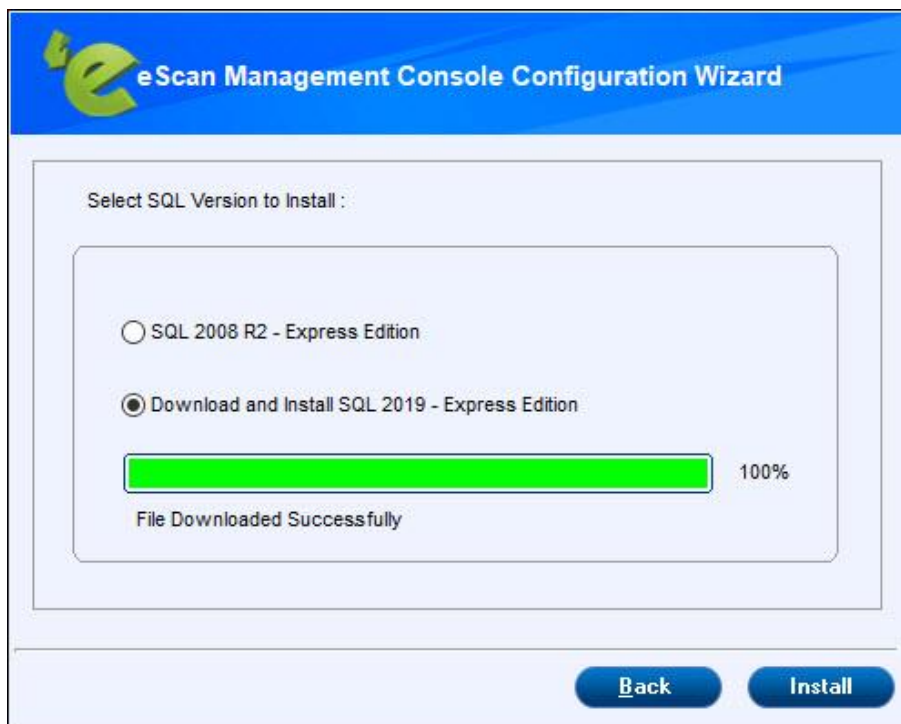 eScan Management Console Configuration Wizard
Select SQL Version to Install :
SQL 2008 R2 - Express Edition
Download and Install SQL 2019 - Express Edition
100%
File Downloaded Successfully
Back
Install